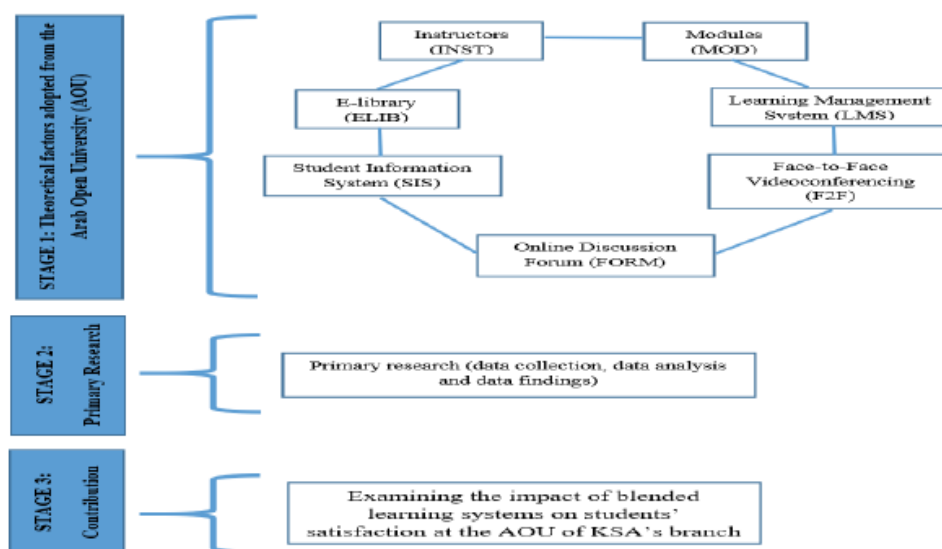 STAGE 1: Theoretical factors adopted from the
Arab Open University (AOU)
Instructors
(INST)
Modules
(MOD)
E-library
(ELIB)
Learning Management
System (LMS)
Student Information
System (SIS)
Face-to-Face
Videoconferencing
(F2F)
Online Discussion
Forum (FORM)
STAGE 2:
Primary Research
Primary research (data collection, data analysis
and data findings)
STAGE 3:
Contribution
Examining the impact of blended
learning systems on students'
satisfaction at the AOU of KSA's branch